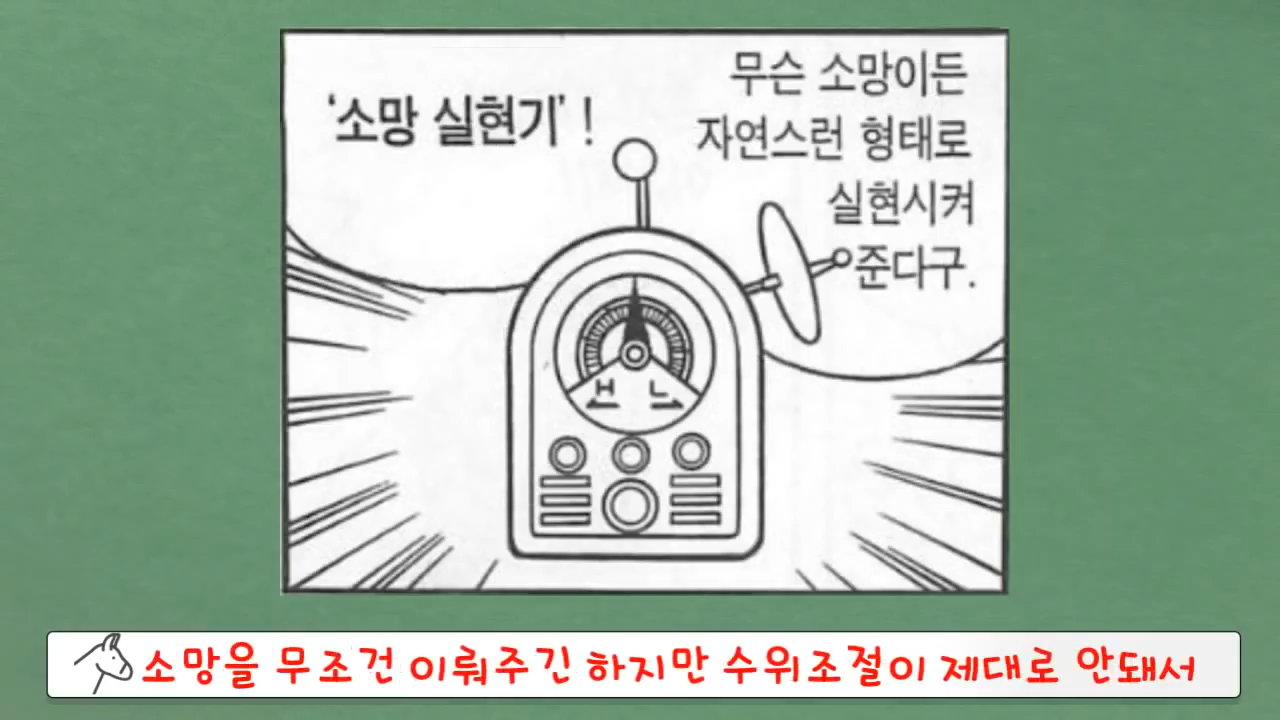 '소망 실현기'!
무슨 소망이든
자연스런 형태로
실현시켜
준다구.
H L
소망을 무조건 이뤄주긴 하지만 수위조절이 제대로 안돼서